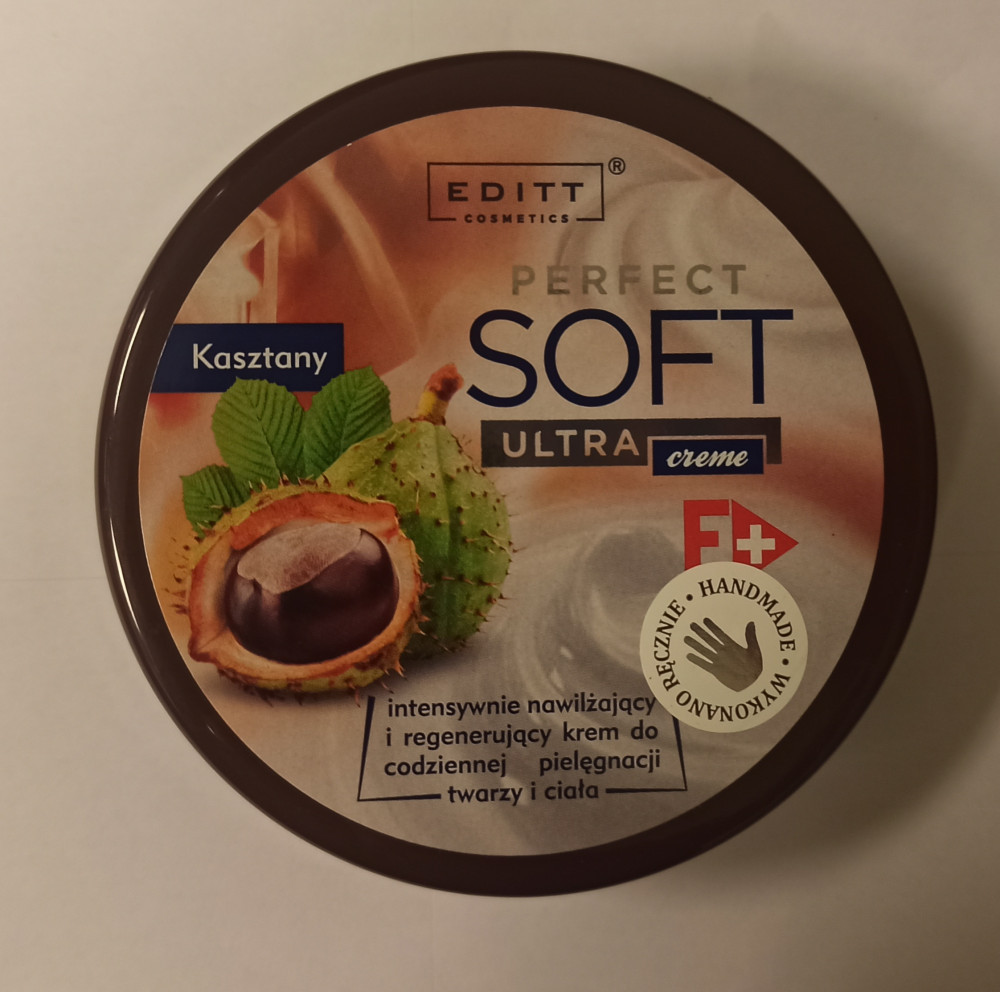 EDITT®
COSMETICS
PERFECT
SOFT
ULTRA
creme
Kasztany
F+
HANDMADE • WYKONANO RĘCZNIE •
intensywnie nawilżający
i regenerujący krem do
codziennej pielęgnacji
twarzy i ciała